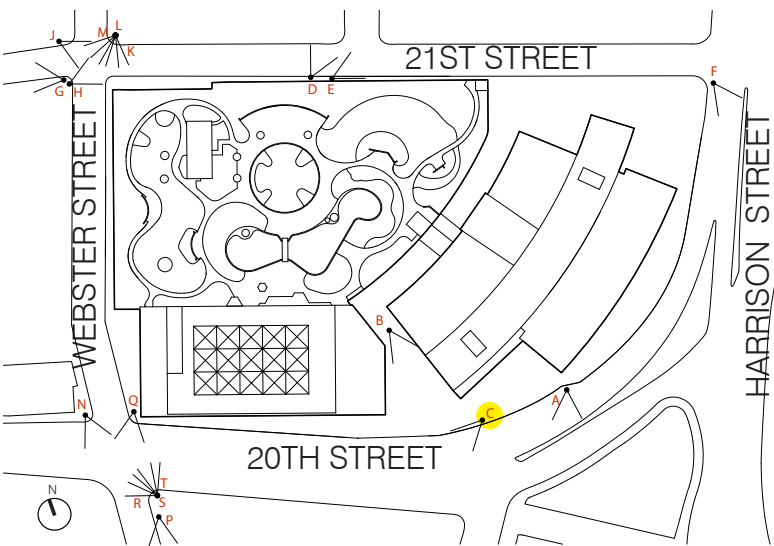 L
M
J
K
21ST STREET
F
G
H
D
E
WEBSTER STREET
HARRISON STREET
B
N
Q
C
A
20TH STREET
T
N
R
S
P